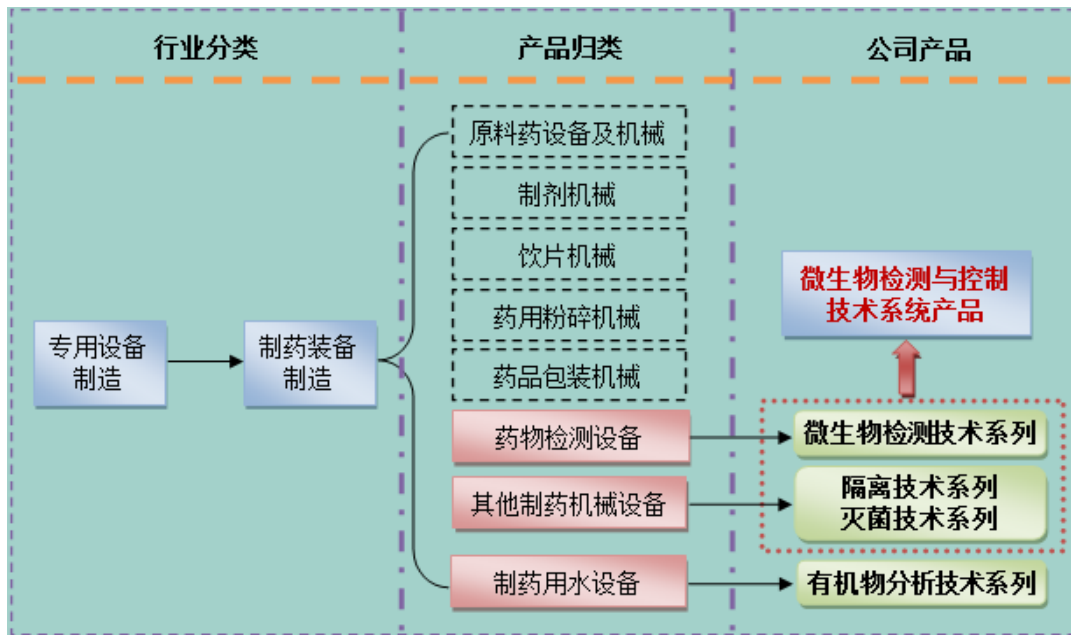 行业分类
产品归类
公司产品
专用设备
制造
制药装备
制造
原料药设备及机械
制剂机械
饮片机械
药用粉碎机械
药品包装机械
药物检测设备
其他制药机械设备
制药用水设备
微生物检测与控制
技术系统产品
微生物检测技术系列
隔离技术系列
灭菌技术系列
有机物分析技术系列